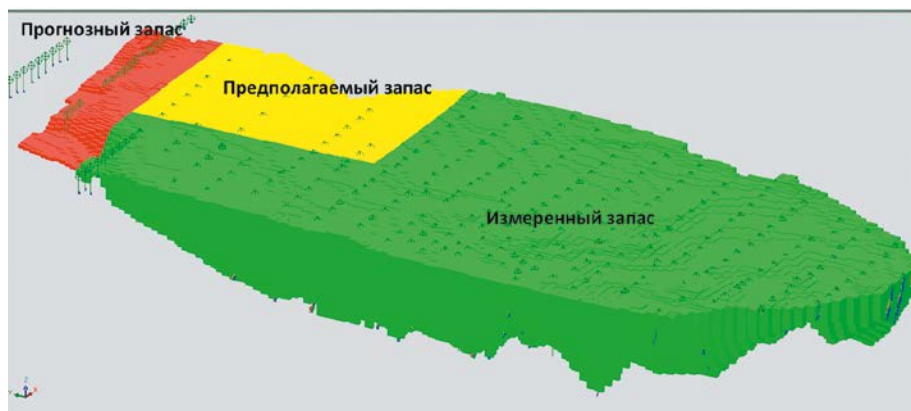 Прогнозный запас
Предполагаемый запас
Измеренный запас